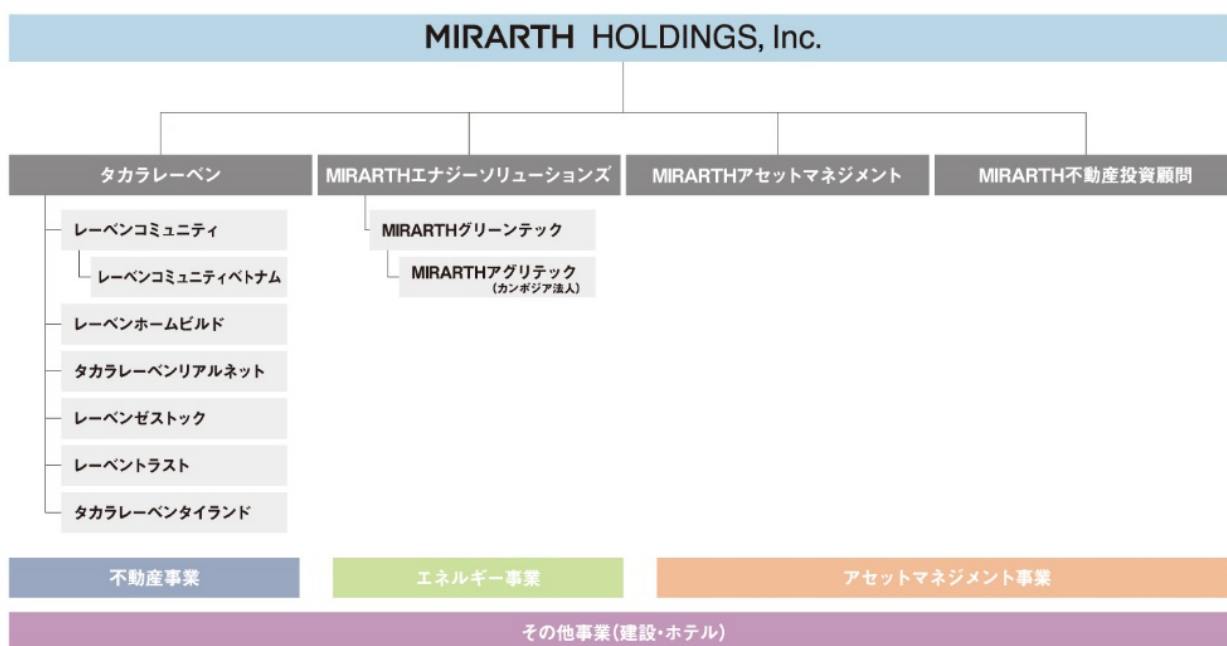 MIRARTH HOLDINGS, Inc.
タカラレーベン
MIRARTHエナジーソリューションズ
MIRARTHアセットマネジメント
MIRARTH不動産投資顧問
レーベンコミュニティ
レーベンコミュニティベトナム
レーベンホームビルド
タカラレーベンリアルネット
レーベンゼストック
レーベントラスト
タカラレーベンタイランド
MIRARTHグリーンテック
MIRARTHアグリテック
(カンボジア法人)
不動産事業
エネルギー事業
アセットマネジメント事業
その他事業(建設・ホテル)